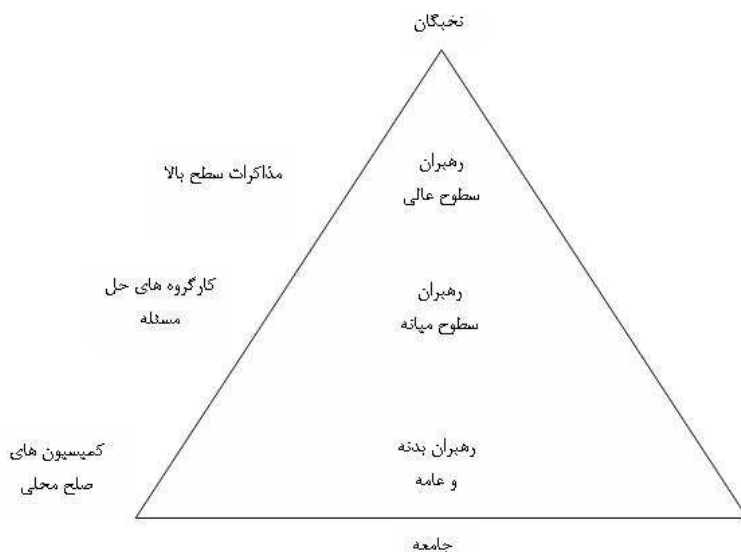 نخبگان
رهبران
سطوح عالی
مذاکرات سطح بالا
رهبران
سطوح میانه
کارگروه های حل
مسئله
رهبران بدنه
و عامه
کمیسیون های
صلح محلی
جامعه